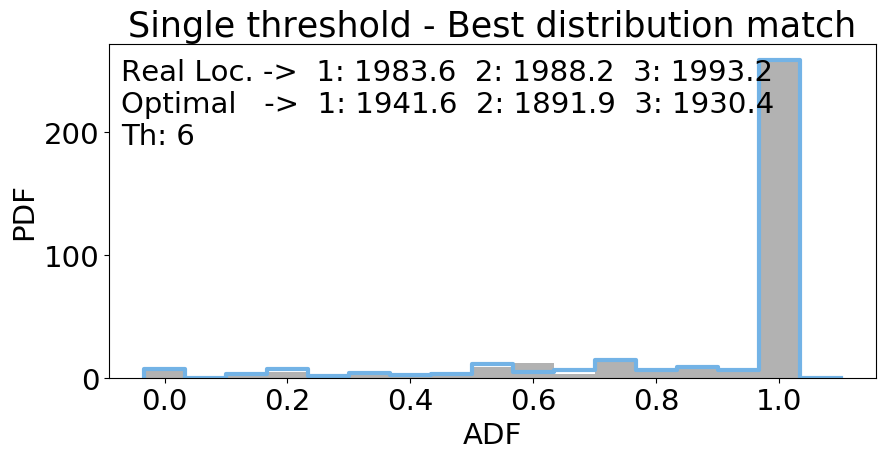 Single threshold - Best distribution match
Real Loc. -> 1: 1983.6 2: 1988.2 3: 1993.2
Optimal -> 1: 1941.6 2: 1891.9 3: 1930.4
Th: 6
200
100
0
PDF
0.0 0.2 0.4 0.6 0.8 1.0
ADF